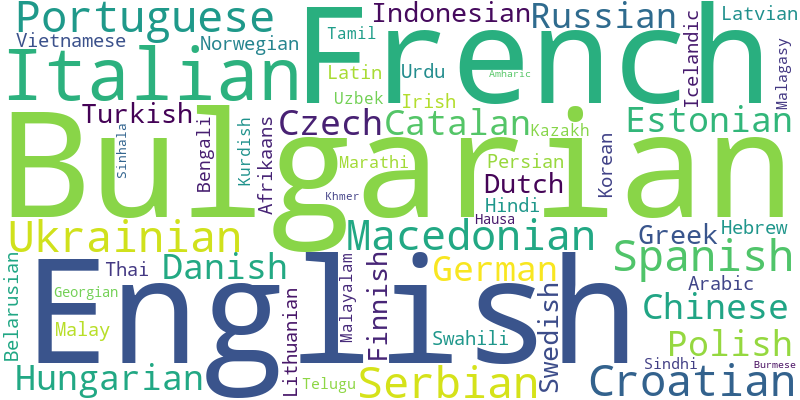 Portuguese
Indonesian
Russian
Latvian
Vietnamese
Norwegian
Tamil
Italian
French
Icelandic
Malagasy
Latin
Urdu
Amharic
Uzbek
Irish
Turkish
Czech
Catalan
Kazakh
Estonian
Bulgarian
Sinhala
Bengali
Kurdish
Afrikaans
Marathi
Persian
Korean
Khmer
Dutch
Hindi
Hausa
Ukrainian
Macedonian
Greek
Hebrew
Spanish
Belarusian
Thai
Danish
Malayalam
Finnish
German
Arabic
English
Georgian
Malay
Lithuanian
Swahili
Swedish
Chinese
Polish
Sindhi
Burmese
Hungarian
Telugu
Serbian
Croatian